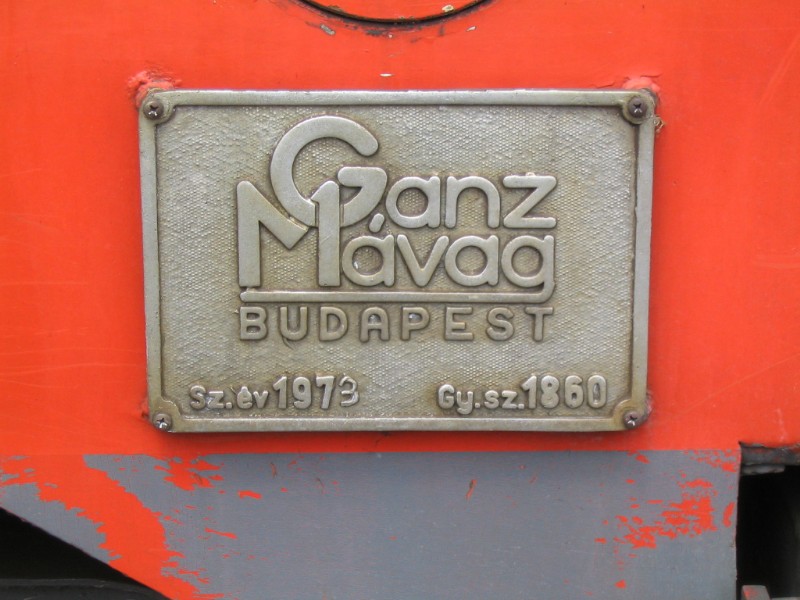 Ganz
Mávag
BUDAPEST
Sz.év 1973 Gy.sz. 1860